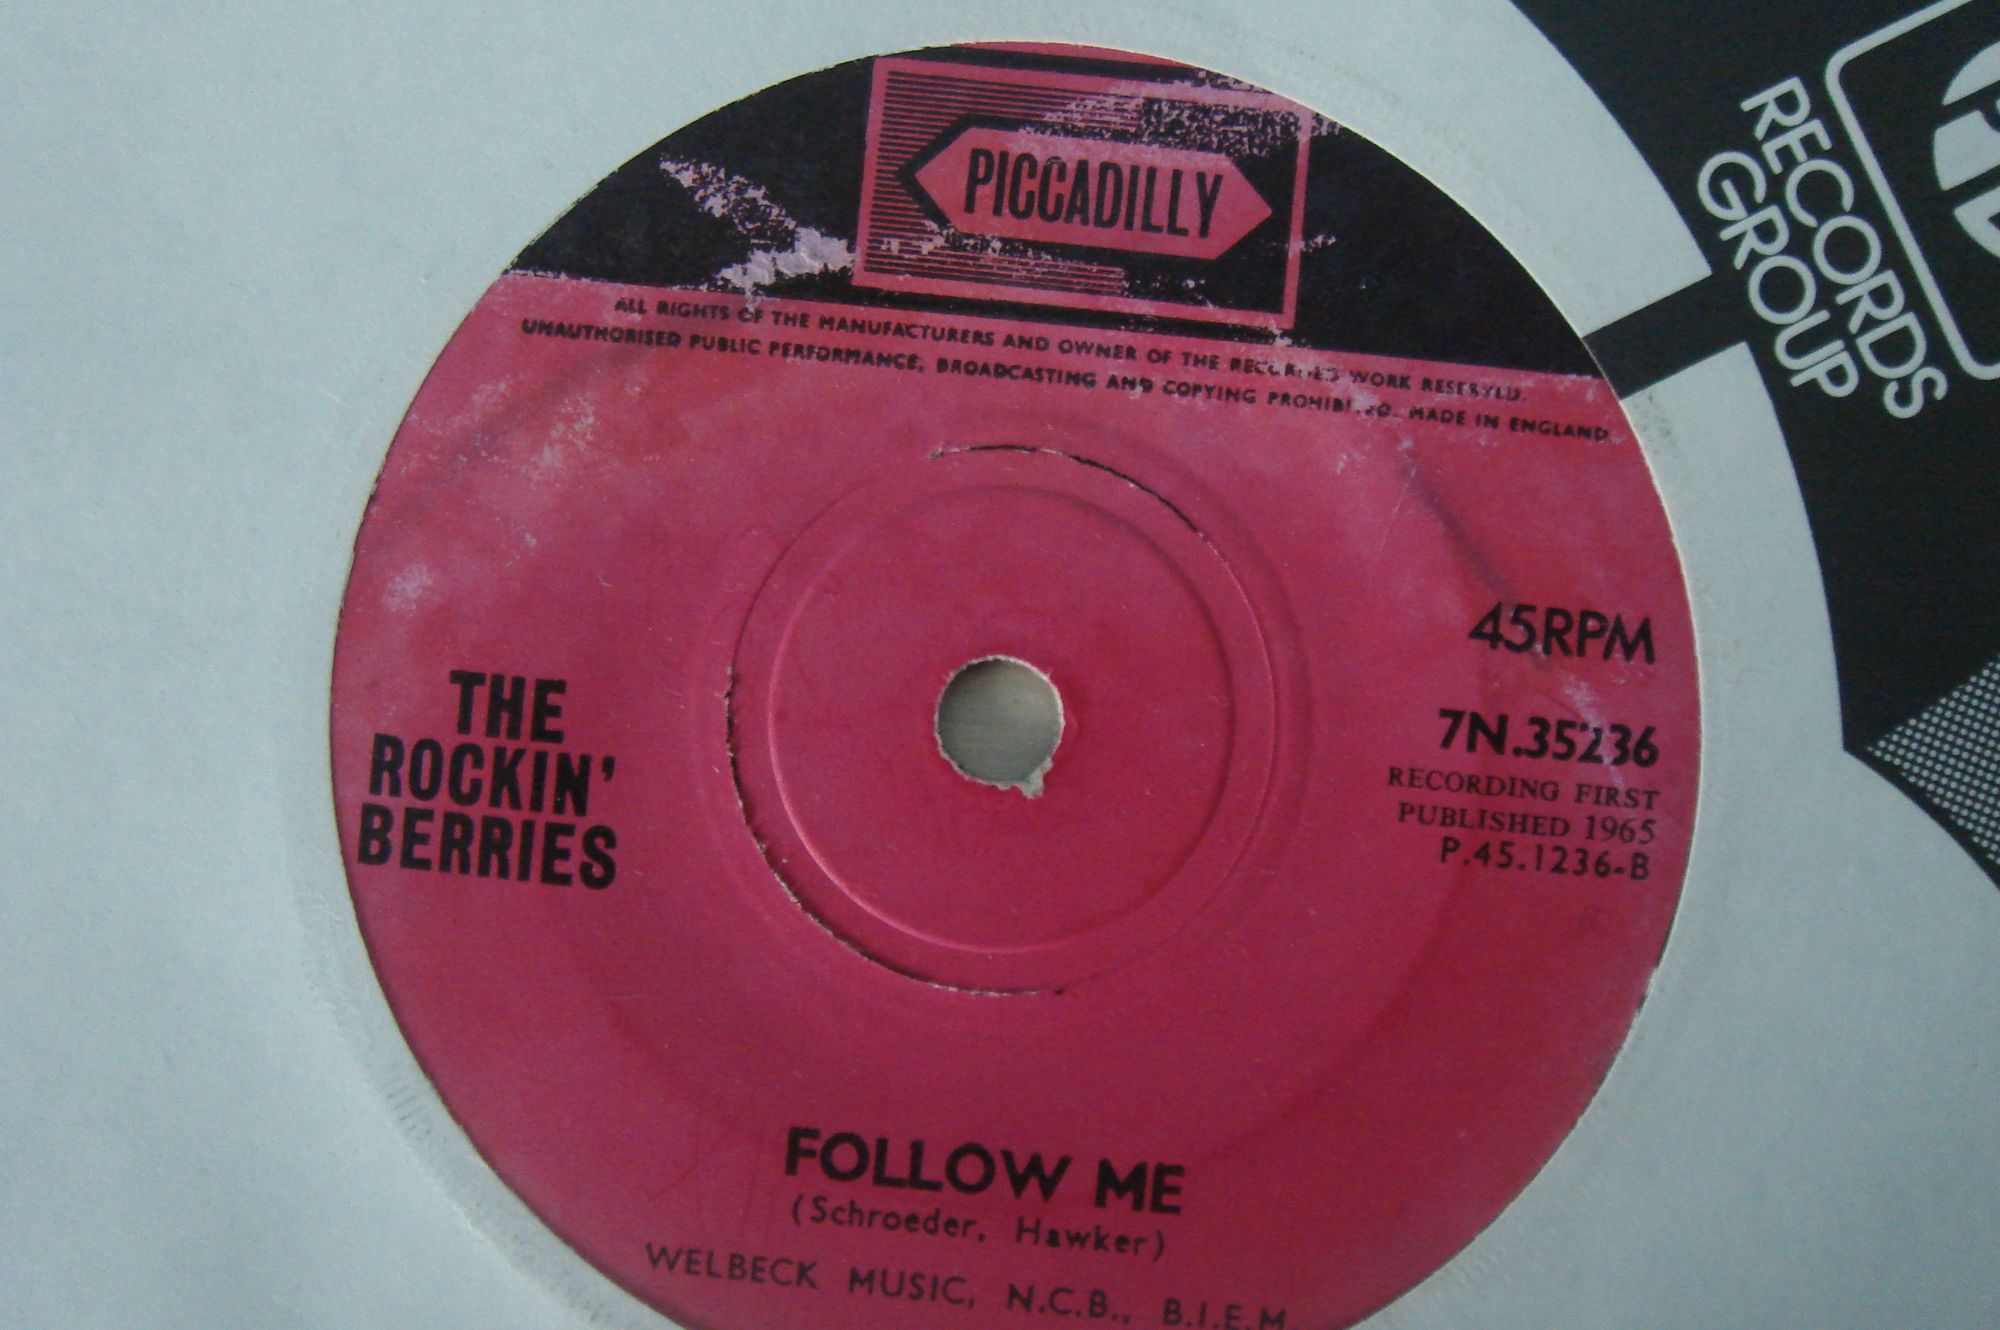 PICCADILLY
ALL RIGHTS OF THE MANUFACTURERS AND OWNER OF THE RECORDED WORK RESERVED.
UNAUTHORISED PUBLIC PERFORMANCE, BROADCASTING AND COPYING PROHIBITED. MADE IN ENGLAND
THE
ROCKIN'
BERRIES
45RPM
7N.35236
RECORDING FIRST
PUBLISHED 1965
P.45.1236-B
FOLLOW ME
(Schroeder, Hawker)
WELBECK MUSIC, N.C.B., B.I.E.M
RECORDS
GROUP